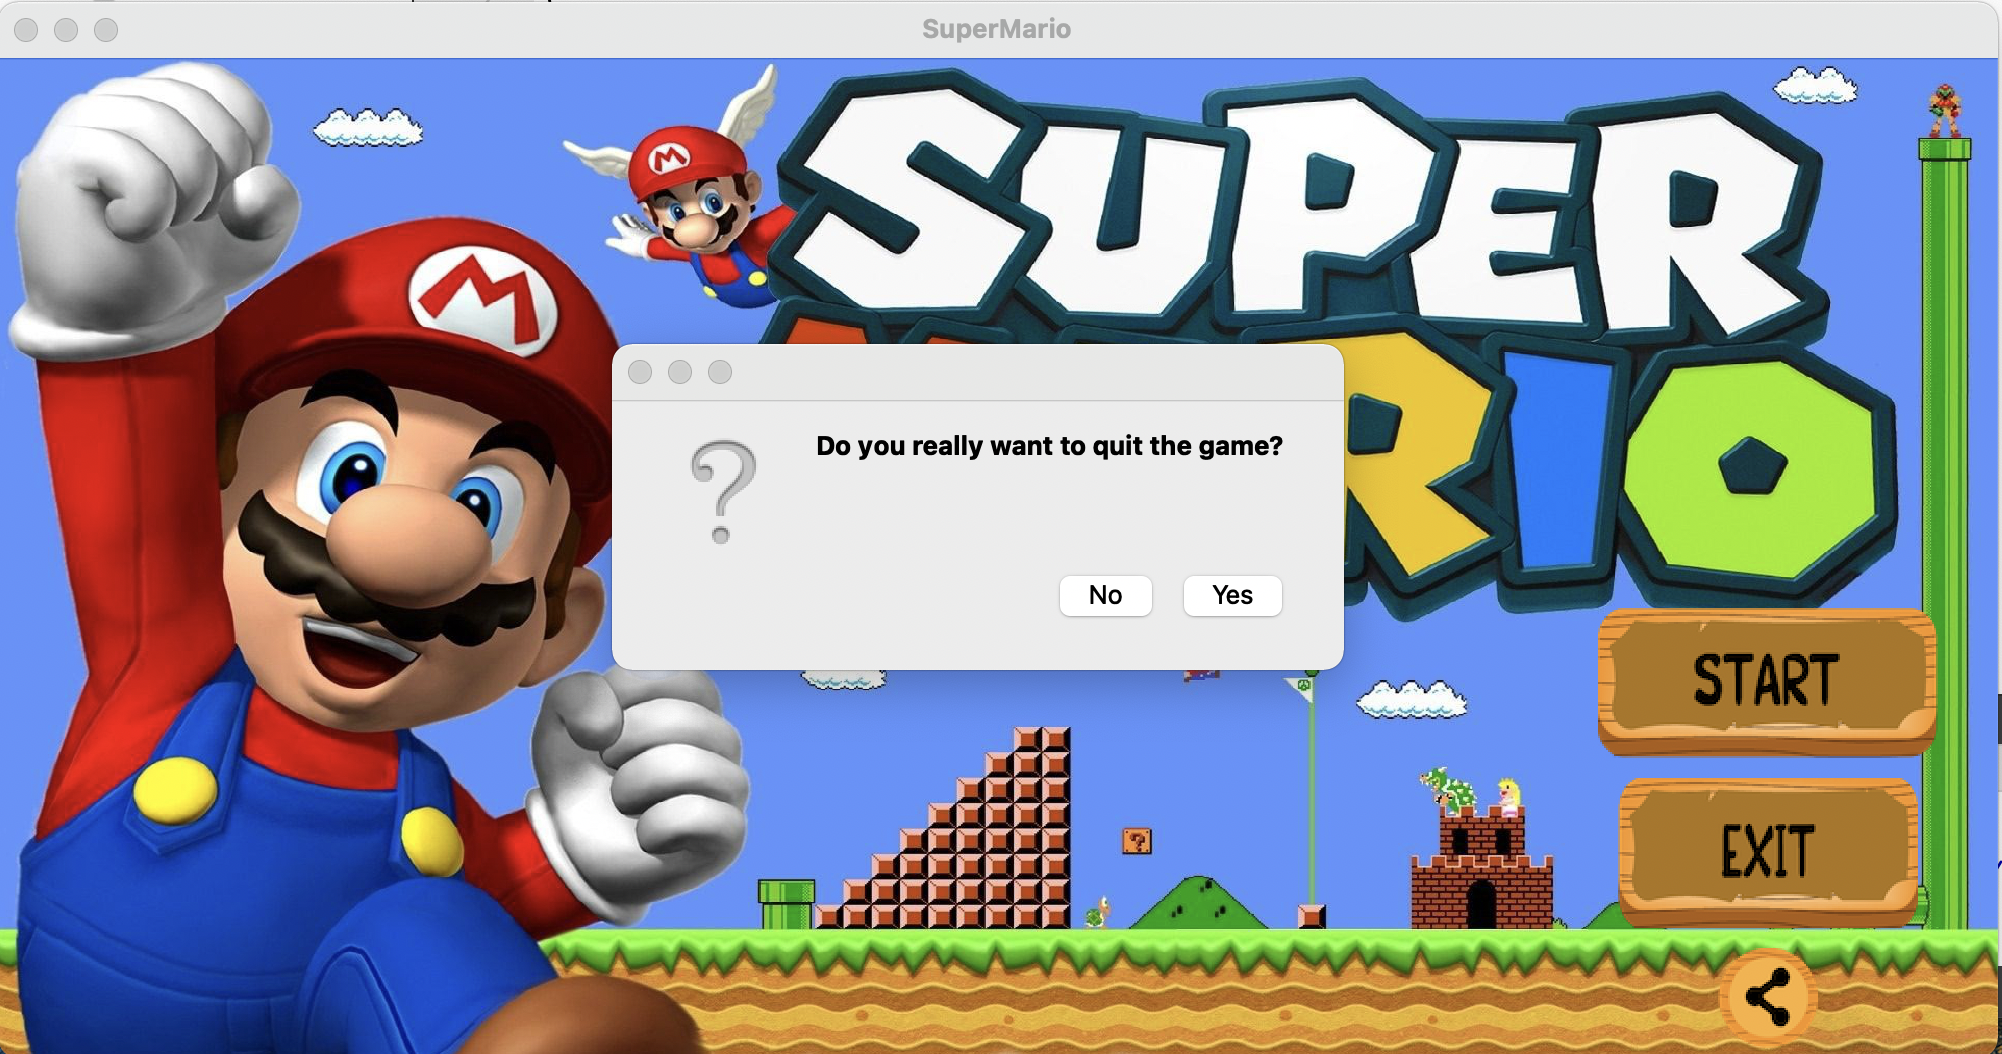 SuperMario
M
M
SUPER
RIO
Do you really want to quit the game?
?
No
Yes
START
?
EXIT